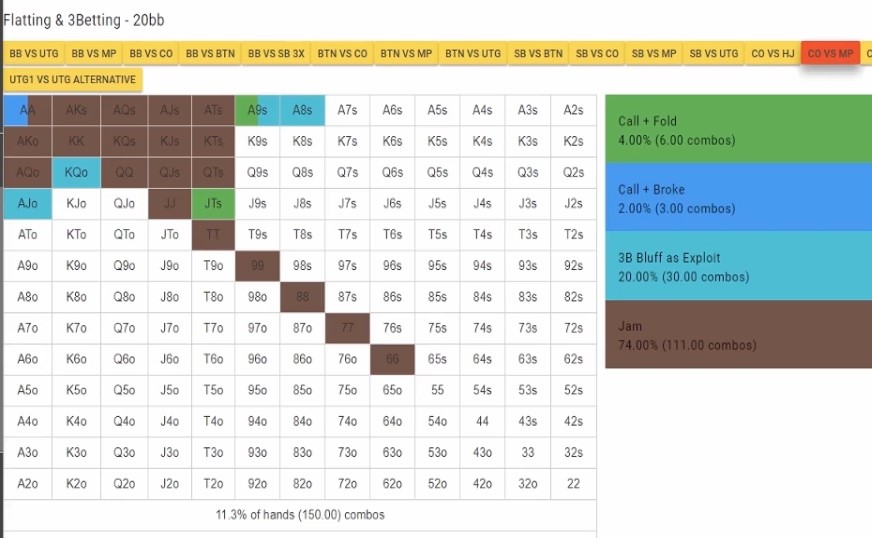 Flatting & 3Betting - 20bb
BB VS UTG BB VS MP BB VS CO BB VS BTN BB VS SB 3X BTN VS CO BTN VS MP BTN VS UTG SB VS BTN SB VS CO SB VS MP SB VS UTG CO VS HJ CO VS MP C
UTG1 VS UTG ALTERNATIVE
AA AKs AQs AJs ATs A9s A8s A7s A6s A5s A4s A3s A2s
AKo KK KQs KJs KTs K9s K8s K7s K6s K5s K4s K3s K2s
AQo KQo QQ QJs QTs Q9s Q8s Q7s Q6s Q5s Q4s Q3s Q2s
AJo KJo QJo JJ JTs J9s J8s J7s J6s J5s J4s J3s J2s
ATo KTo QTo JTo TT T9s T8s T7s T6s T5s T4s T3s T2s
A9o K9o Q9o J9o T9o 99 98s 97s 96s 95s 94s 93s 92s
A8o K8o Q8o J8o T8o 98o 88 87s 86s 85s 84s 83s 82s
A7o K7o Q7o J7o T7o 97o 87o 77 76s 75s 74s 73s 72s
A6o K6o Q6o J6o T6o 96o 86o 76o 66 65s 64s 63s 62s
A5o K5o Q5o J5o T5o 95o 85o 75o 65o 55 54s 53s 52s
A4o K4o Q4o J4o T4o 94o 84o 74o 64o 54o 44 43s 42s
A3o K3o Q3o J3o T3o 93o 83o 73o 63o 53o 43o 33 32s
A2o K2o Q2o J2o T2o 92o 82o 72o 62o 52o 42o 32o 22
11.3% of hands (150.00) combos
Call + Fold
4.00% (6.00 combos)
Call + Broke
2.00% (3.00 combos)
3B Bluff as Exploit
20.00% (30.00 combos)
Jam
74.00% (111.00 combos)